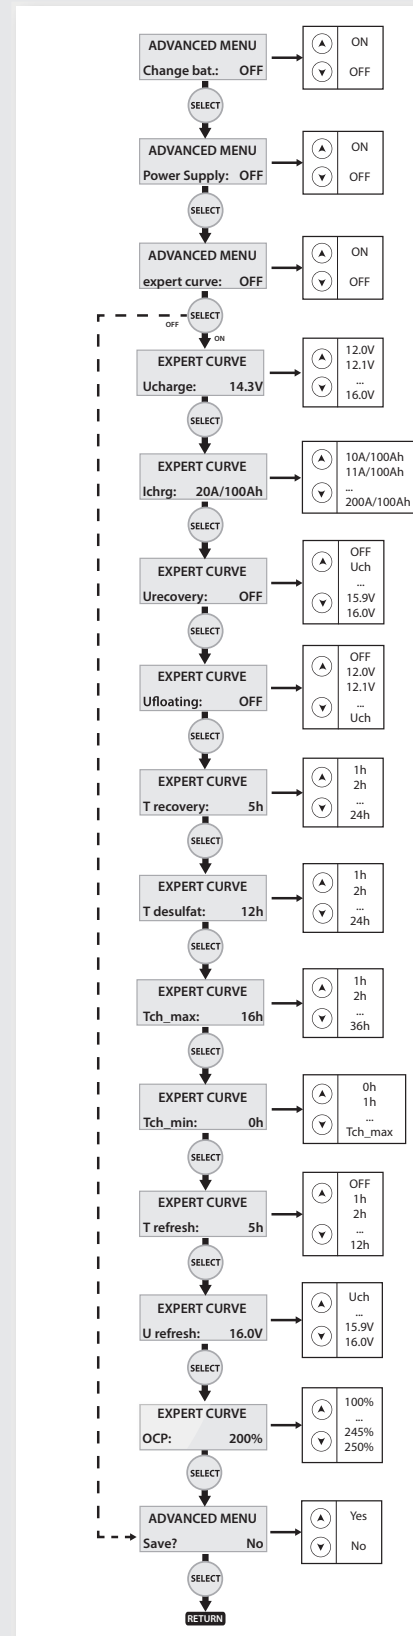 ADVANCED MENU
Change bat.: OFF
ON
OFF
SELECT
ADVANCED MENU
Power Supply: OFF
ON
OFF
SELECT
ADVANCED MENU
expert curve: OFF
ON
OFF
SELECT
OFF
ON
EXPERT CURVE
Ucharge: 14.3V
12.0V
12.1V
...
16.0V
SELECT
EXPERT CURVE
Ichrg: 20A/100Ah
10A/100Ah
11A/100Ah
...
200A/100Ah
SELECT
EXPERT CURVE
Urecovery: OFF
OFF
Uch
...
15.9V
16.0V
SELECT
EXPERT CURVE
Ufloating: OFF
OFF
12.0V
12.1V
...
Uch
SELECT
EXPERT CURVE
T recovery: 5h
1h
2h
...
24h
SELECT
EXPERT CURVE
T desulfat: 12h
1h
2h
...
24h
SELECT
EXPERT CURVE
Tch_max: 16h
1h
2h
...
36h
SELECT
EXPERT CURVE
Tch_min: 0h
0h
1h
...
Tch_max
SELECT
EXPERT CURVE
T refresh: 5h
OFF
1h
2h
...
12h
SELECT
EXPERT CURVE
U refresh: 16.0V
Uch
...
15.9V
16.0V
SELECT
EXPERT CURVE
OCP: 200%
100%
...
245%
250%
SELECT
ADVANCED MENU
Save? No
Yes
No
SELECT
RETURN